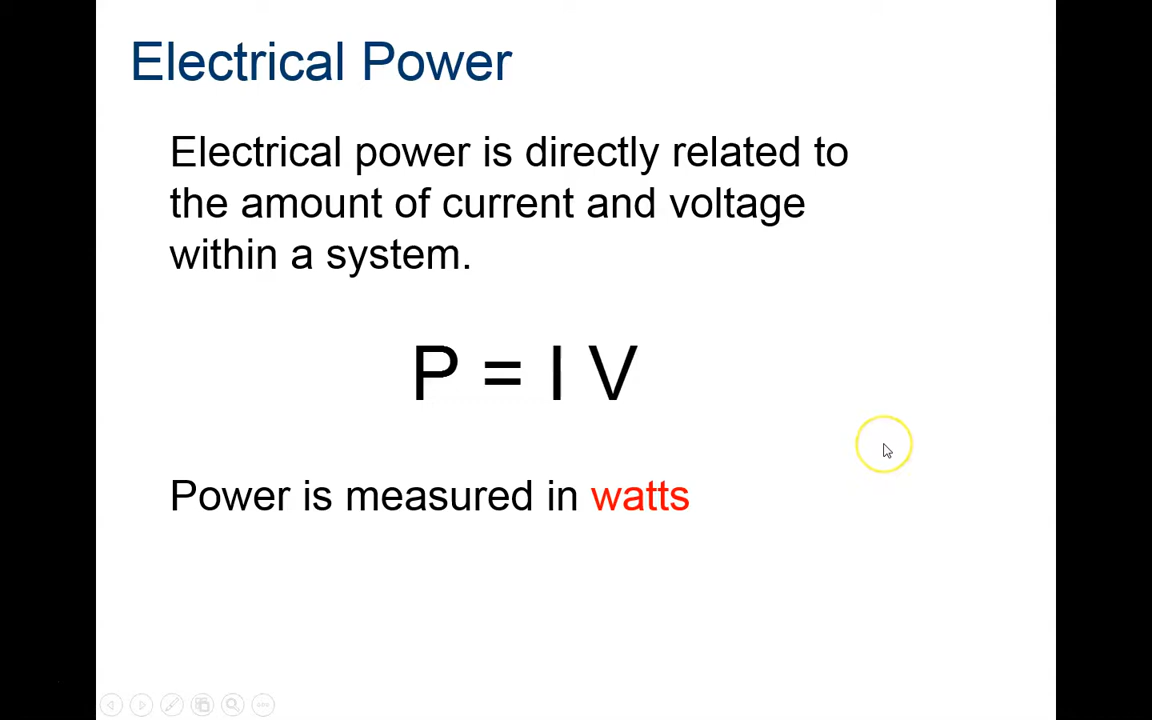 Electrical Power
Electrical power is directly related to
the amount of current and voltage
within a system.
P = I V
Power is measured in watts